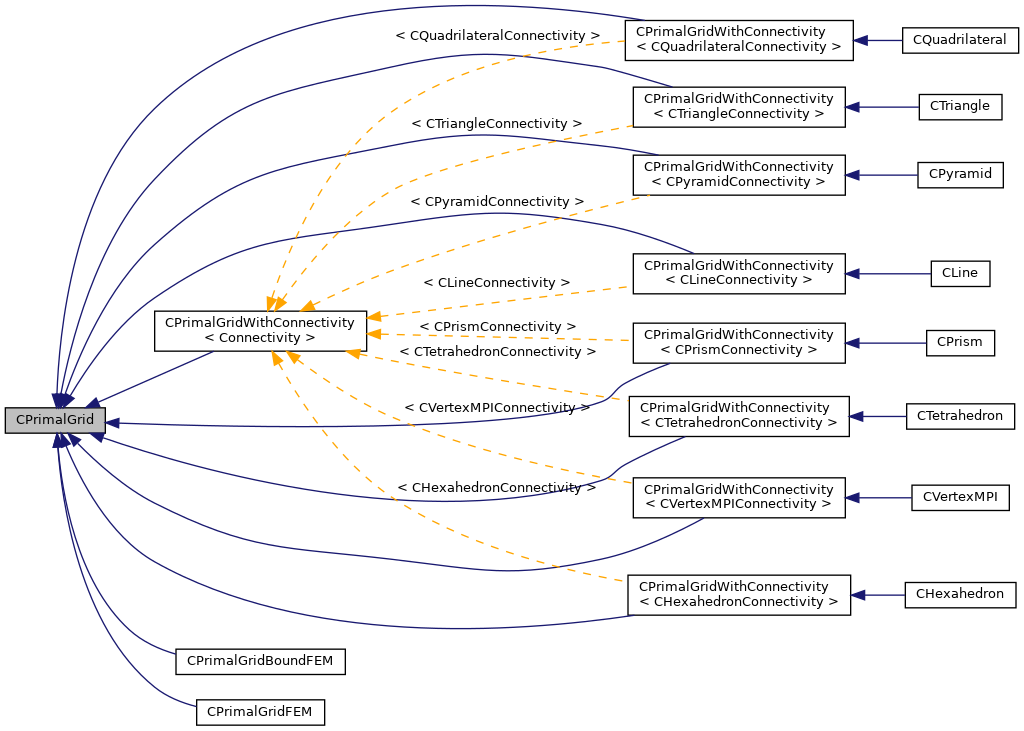 CPrimalGridWithConnectivity
< CQuadrilateralConnectivity >
CQuadrilateral
< CQuadrilateralConnectivity >
CPrimalGridWithConnectivity
< CTriangleConnectivity >
CTriangle
< CTriangleConnectivity >
CPrimalGridWithConnectivity
< CPyramidConnectivity >
CPyramid
< CPyramidConnectivity >
CPrimalGridWithConnectivity
< CLineConnectivity >
CLine
< CLineConnectivity >
CPrimalGridWithConnectivity
< Connectivity >
< CPrismConnectivity >
CPrimalGridWithConnectivity
< CPrismConnectivity >
CPrism
< CTetrahedronConnectivity >
CPrimalGrid
< CVertexMPIConnectivity >
CPrimalGridWithConnectivity
< CTetrahedronConnectivity >
CTetrahedron
< CHexahedronConnectivity >
CPrimalGridWithConnectivity
< CVertexMPIConnectivity >
CVertexMPI
CPrimalGridWithConnectivity
< CHexahedronConnectivity >
CHexahedron
CPrimalGridBoundFEM
CPrimalGridFEM